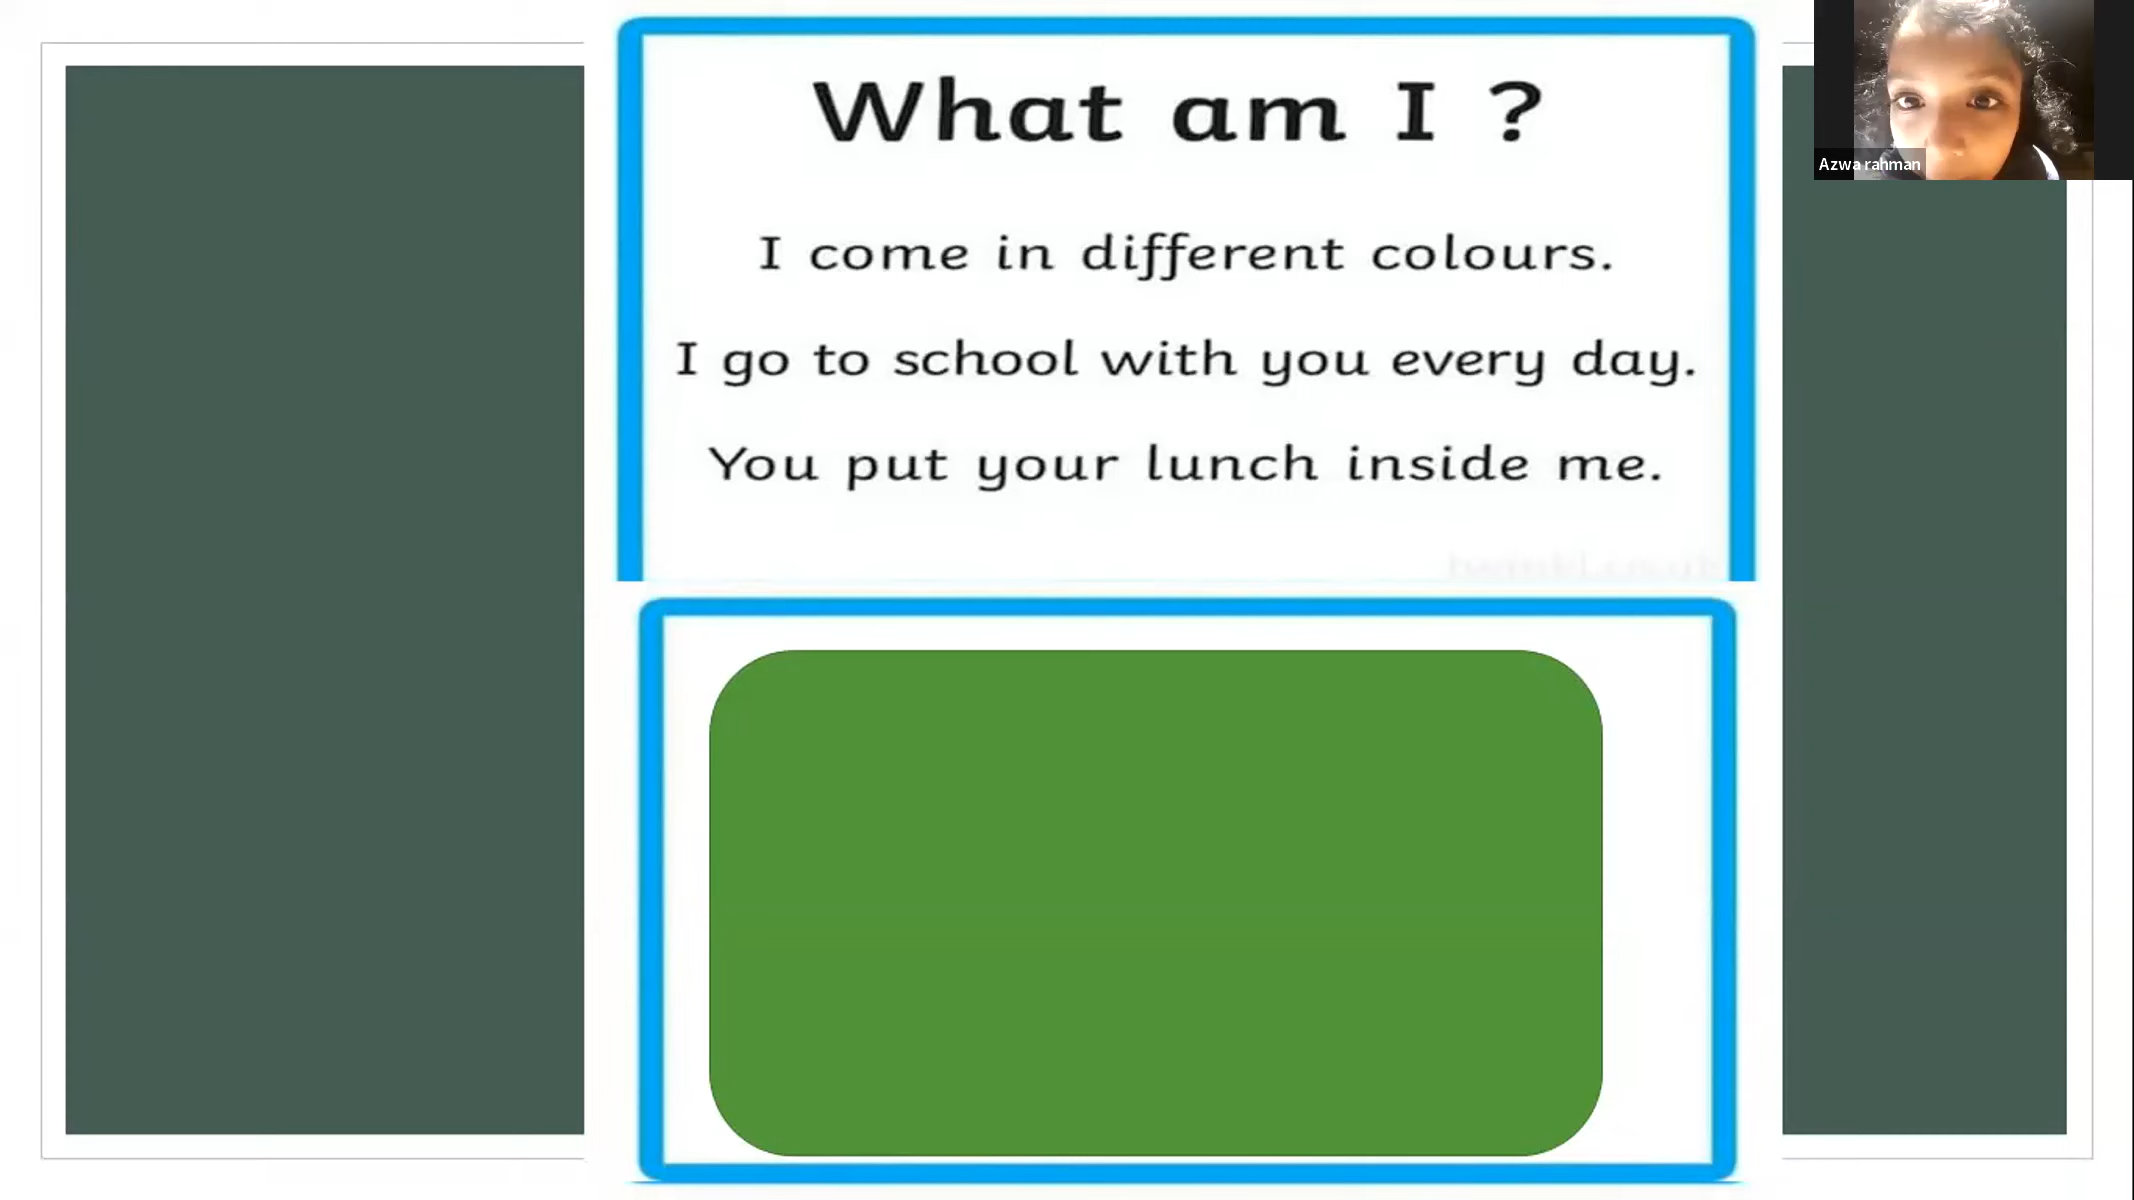 What am I ?
I come in different colours.
I go to school with you every day.
You put your lunch inside me.
Azwa rahman